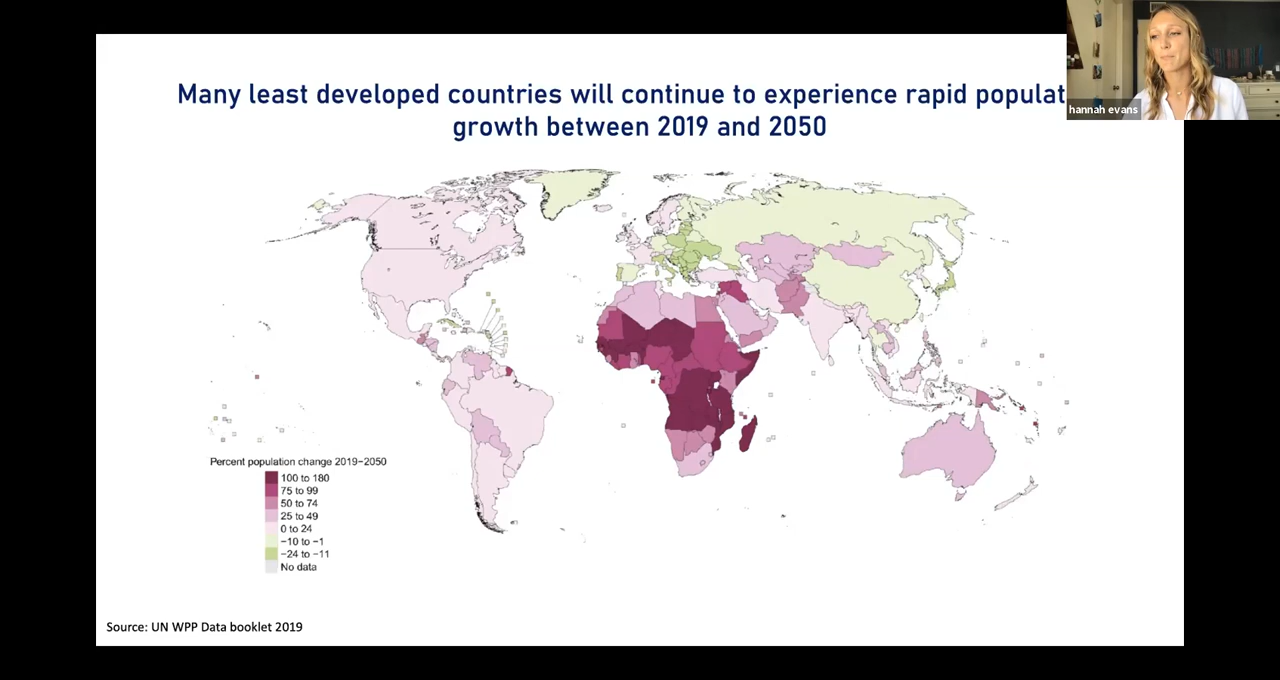 Many least developed countries will continue to experience rapid populat
growth between 2019 and 2050
hannah evans
Percent population change 2019−2050
100 to 180
75 to 99
50 to 74
25 to 49
0 to 24
−10 to −1
−24 to −11
No data
Source: UN WPP Data booklet 2019